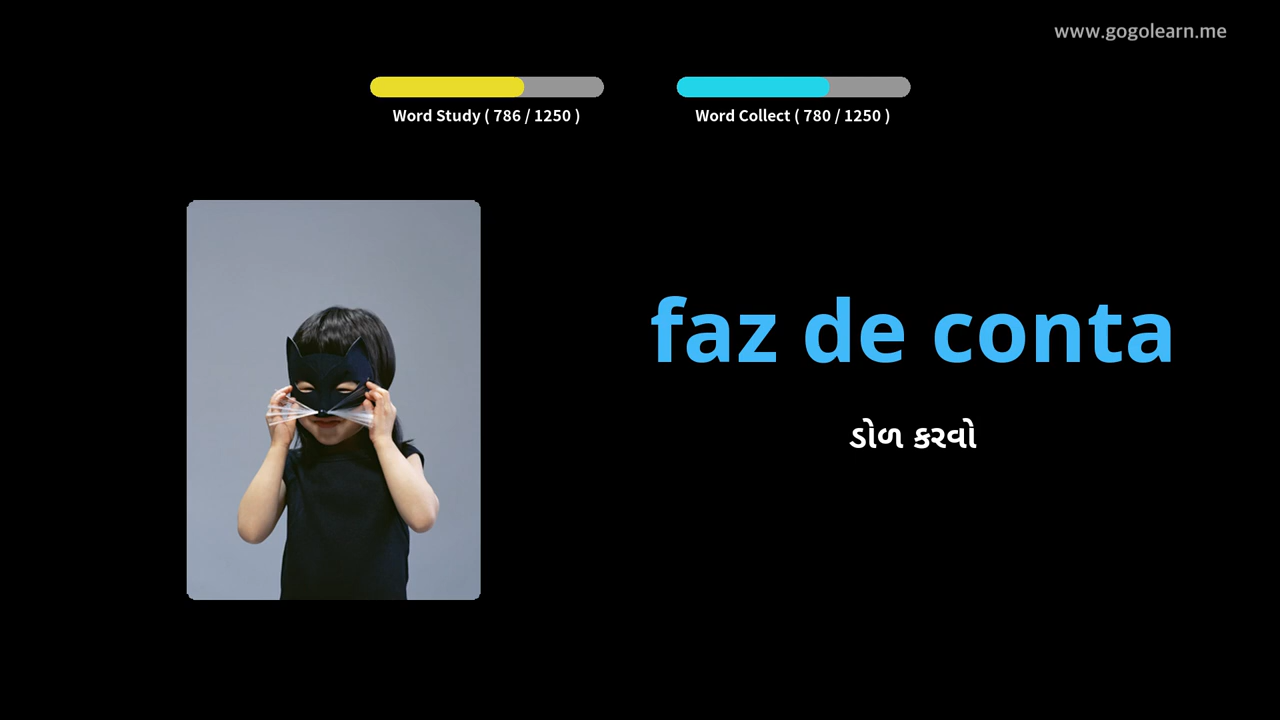 www.gogolearn.me
Word Study ( 786 / 1250 )
Word Collect ( 780 / 1250 )
faz de conta
ડોળ કરવો